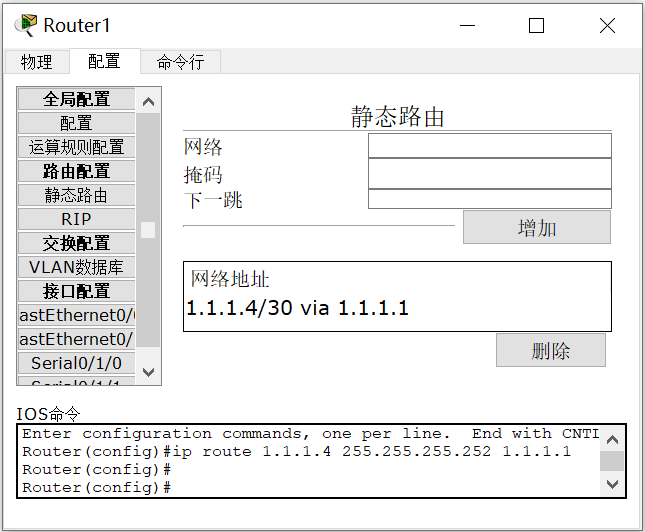 Router1
物理
配置
命令行
全局配置
配置
运算规则配置
路由配置
静态路由
RIP
交换配置
VLAN数据库
接口配置
astEthernet0/0
astEthernet0/
Serial0/1/0
Serial0/1/1
静态路由
网络
掩码
下一跳
增加
网络地址
1.1.1.4/30 via 1.1.1.1
删除
IOS命令
Enter configuration commands, one per line.  End with CNTL
Router(config)#ip route 1.1.1.4 255.255.255.252 1.1.1.1
Router(config)#
Router(config)#